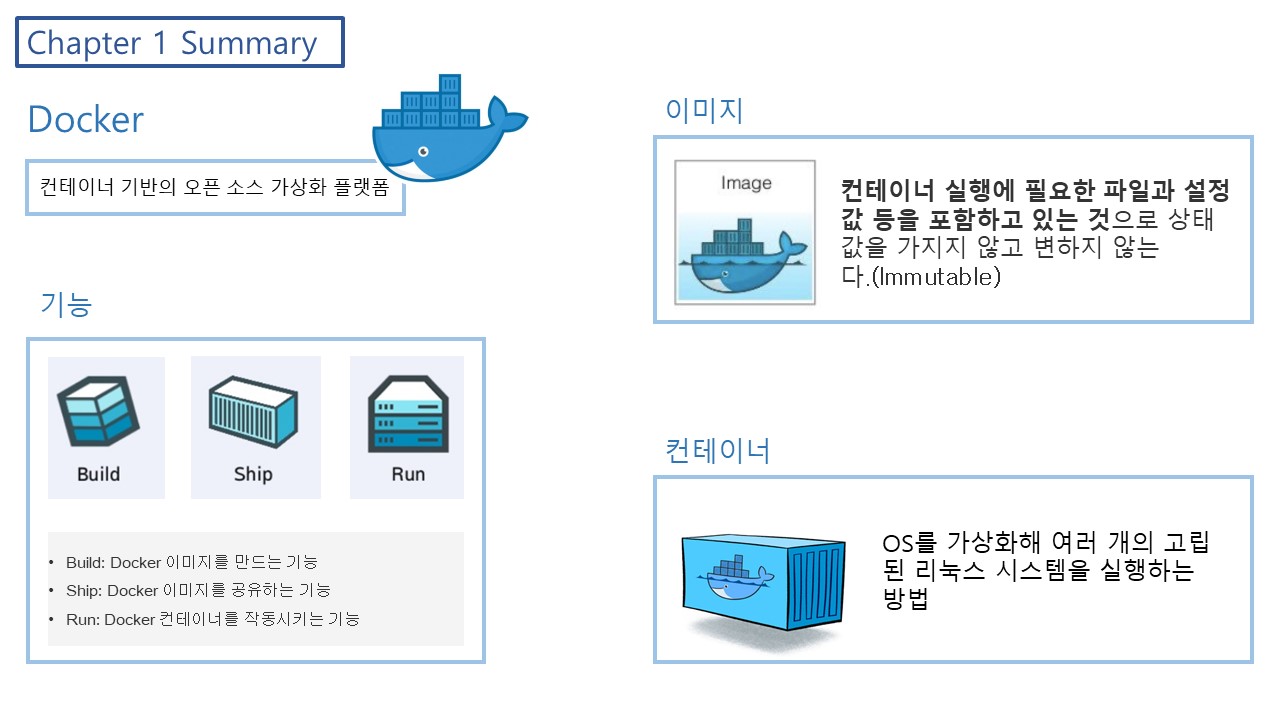 Chapter 1 Summary
Docker
컨테이너 기반의 오픈 소스 가상화 플랫폼
기능
Build
Ship
Run
• Build: Docker 이미지를 만드는 기능
• Ship: Docker 이미지를 공유하는 기능
• Run: Docker 컨테이너를 작동시키는 기능
이미지
Image
컨테이너 실행에 필요한 파일과 설정
값 등을 포함하고 있는 것으로 상태
값을 가지지 않고 변하지 않는
다.(Immutable)
컨테이너
OS를 가상화해 여러 개의 고립
된 리눅스 시스템을 실행하는
방법